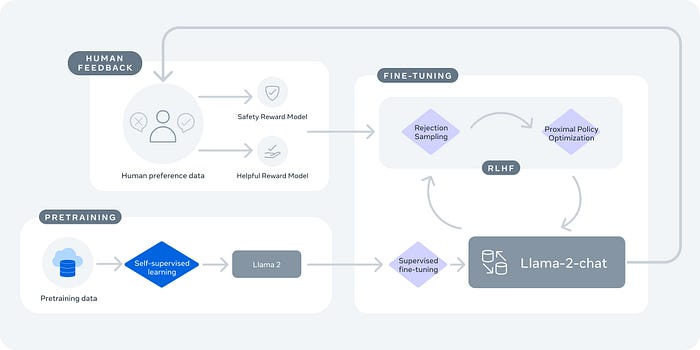 HUMAN
FEEDBACK
Safety Reward Model
Human preference data
Helpful Reward Model
FINE-TUNING
Rejection
Sampling
Proximal Policy
Optimization
RLHF
PRETRAINING
Self-supervised
learning
Llama 2
Pretraining data
Supervised
fine-tuning
Llama-2-chat